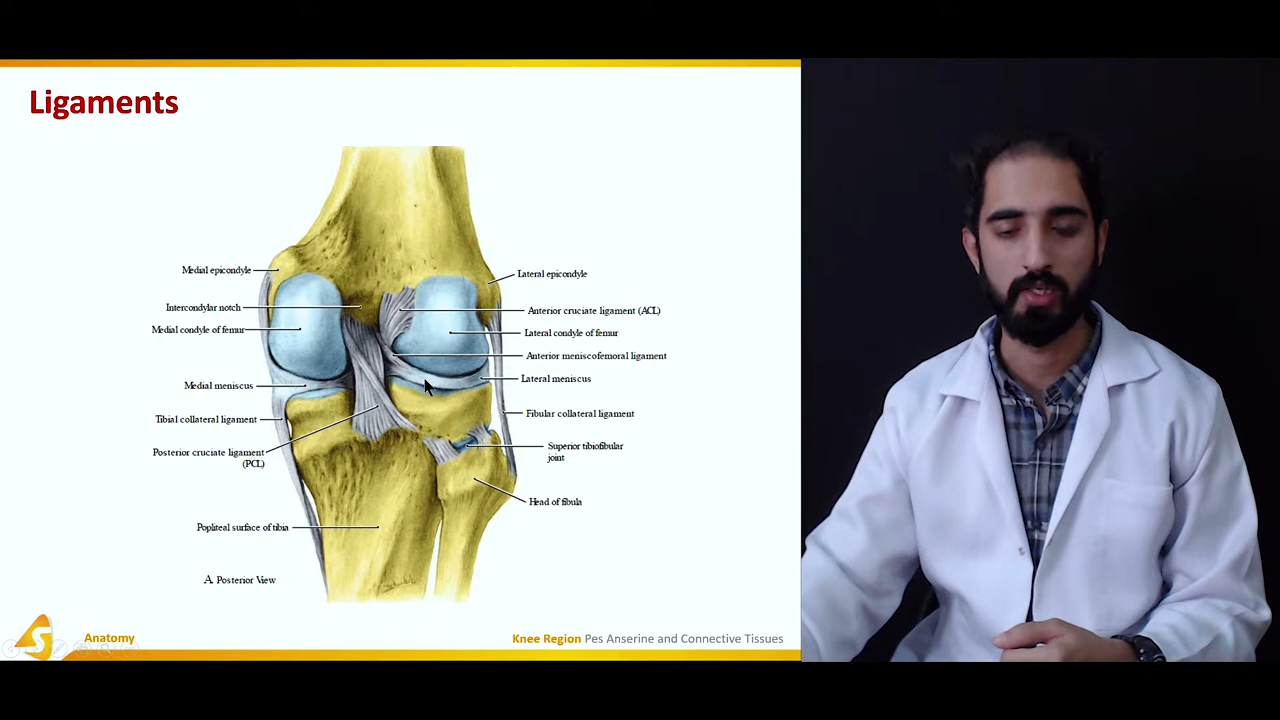 Ligaments
Medial epicondyle
Intercondylar notch
Medial condyle of femur
Medial meniscus
Tibial collateral ligament
Posterior cruciate ligament
(PCL)
Popliteal surface of tibia
A. Posterior View
Lateral epicondyle
Anterior cruciate ligament (ACL)
Lateral condyle of femur
Anterior meniscofemoral ligament
Lateral meniscus
Fibular collateral ligament
Superior tibiofibular
joint
Head of fibula
S
Anatomy
Knee Region Pes Anserine and Connective Tissues